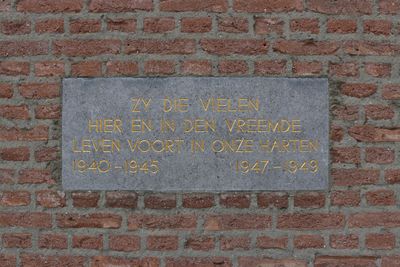 ZY DIE VIELEN
HIER EN IN DEN VREEMDE
LEVEN VOORT IN ONZE HARTEN
1940-1945 1947-1949